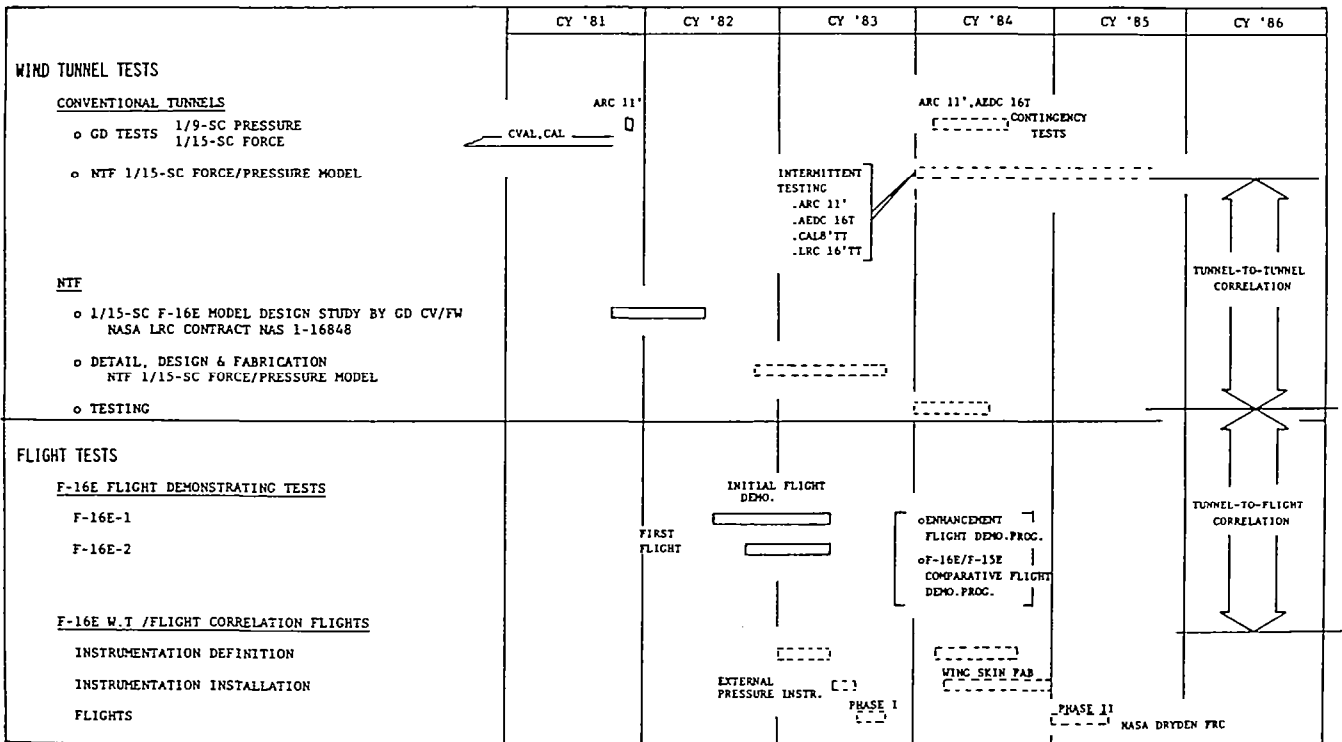 CY '81 CY '82 CY '83 CY '84 CY '85 CY '86
WIND TUNNEL TESTS
CONVENTIONAL TUNNELS
ARC 11'
ARC 11', AEDC 16T
o GD TESTS 1/9-SC PRESSURE
1/15-SC FORCE
CVAL,CAL
CONTINGENCY
TESTS
o NTF 1/15-SC FORCE/PRESSURE MODEL
INTERMITTENT
TESTING
.ARC 11'
.AEDC 16T
.CAL8'TT
.LRC 16'TT
TUNNEL-TO-TUNNEL
CORRELATION
NTF
o 1/15-SC F-16E MODEL DESIGN STUDY BY GD CV/FW
NASA LRC CONTRACT NAS 1-16848
o DETAIL, DESIGN & FABRICATION
NTF 1/15-SC FORCE/PRESSURE MODEL
o TESTING
FLIGHT TESTS
F-16E FLIGHT DEMONSTRATING TESTS
INITIAL FLIGHT
DEMO.
F-16E-1
F-16E-2
FIRST
FLIGHT
oENHANCEMENT
FLIGHT DEMO.PROG.
oF-16E/F-15E
COMPARATIVE FLIGHT
DEMO.PROG.
TUNNEL-TO-FLIGHT
CORRELATION
F-16E W.T /FLIGHT CORRELATION FLIGHTS
INSTRUMENTATION DEFINITION
INSTRUMENTATION INSTALLATION
EXTERNAL
PRESSURE INSTR.
WING SKIN FAB
FLIGHTS
PHASE I
PHASE II
NASA DRYDEN FRC